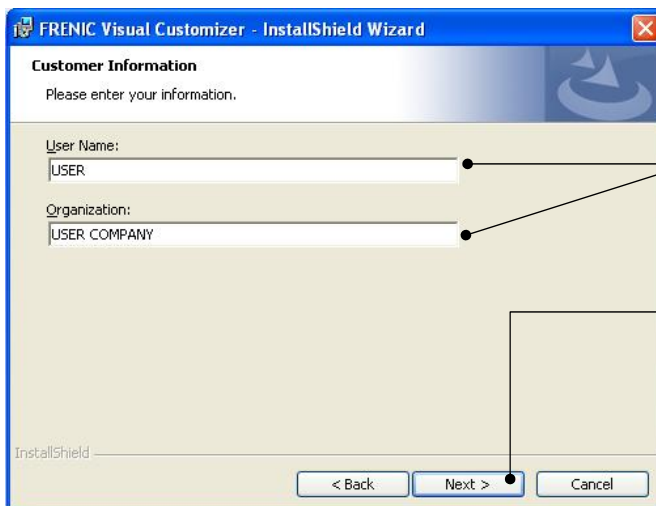 FRENIC Visual Customizer - InstallShield Wizard
Customer Information
Please enter your information.
User Name:
USER
Organization:
USER COMPANY
InstallShield
< Back Next > Cancel